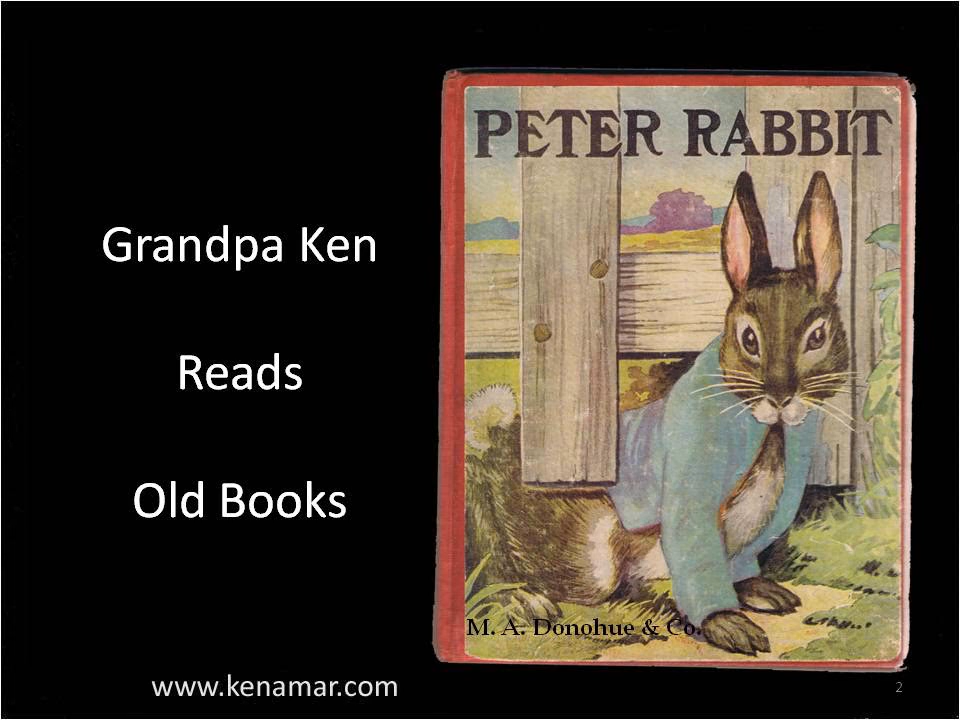 Grandpa Ken
Reads
Old Books
www.kenamar.com
PETER RABBIT
M. A. Donohue & Co.
2